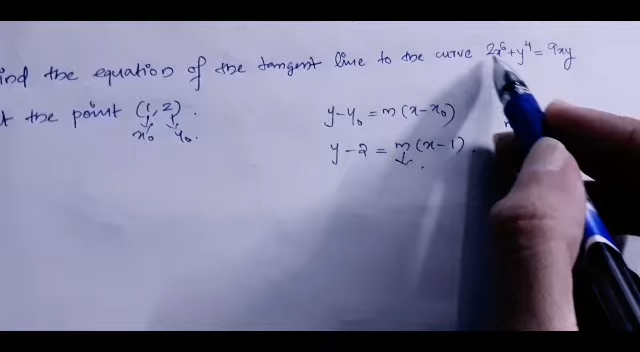 ind the equation of the tangent line to the curve 2x⁶+y⁴=9xy
t the point (1, 2).
x₀ y₀.
y-y₀ = m(x-x₀)
y-2 = m(x-1)